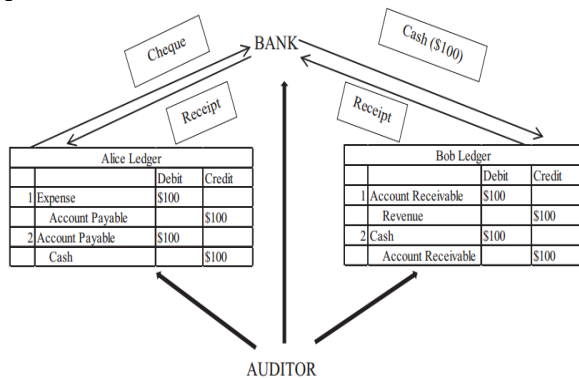 BANK
Cheque
Cash ($100)
Receipt
Receipt
Alice Ledger
Debit Credit
1 Expense $100
Account Payable $100
2 Account Payable $100
Cash $100
Bob Ledger
Debit Credit
1 Account Receivable $100
Revenue $100
2 Cash $100
Account Receivable $100
AUDITOR